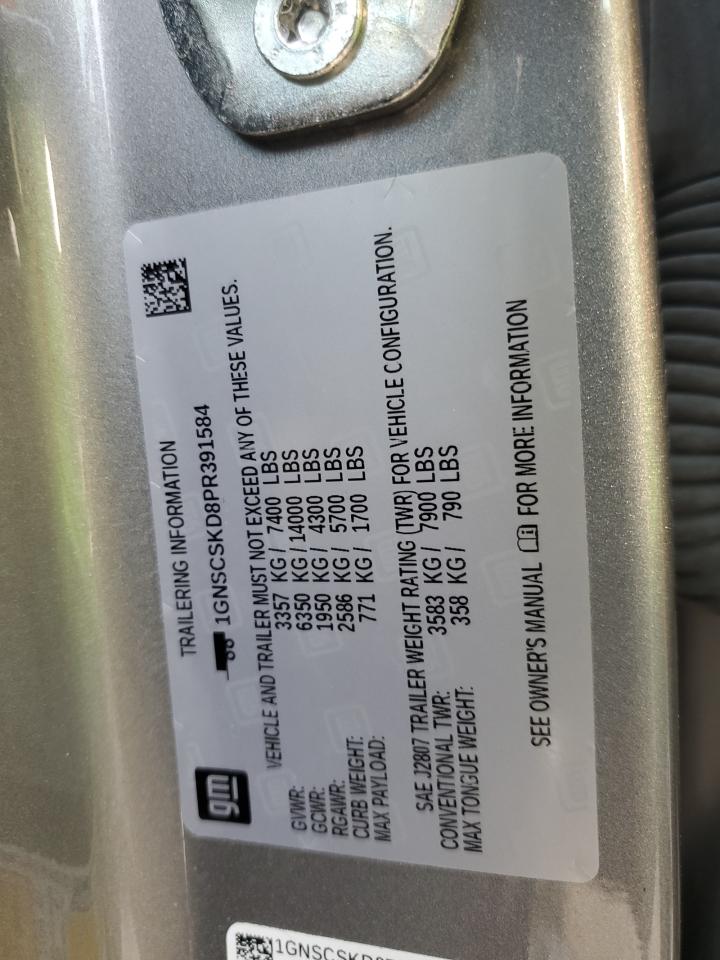 gm
TRAILERING INFORMATION
1GNSCSKD8PR391584
VEHICLE AND TRAILER MUST NOT EXCEED ANY OF THESE VALUES.
GVWR: 3357 KG / 7400 LBS
GCWR: 6350 KG / 14000 LBS
RGAWR: 1950 KG / 4300 LBS
CURB WEIGHT: 2586 KG / 5700 LBS
MAX PAYLOAD: 771 KG / 1700 LBS
SAE J2807 TRAILER WEIGHT RATING (TWR) FOR VEHICLE CONFIGURATION.
CONVENTIONAL TWR: 3583 KG / 7900 LBS
MAX TONGUE WEIGHT: 358 KG / 790 LBS
SEE OWNER'S MANUAL FOR MORE INFORMATION